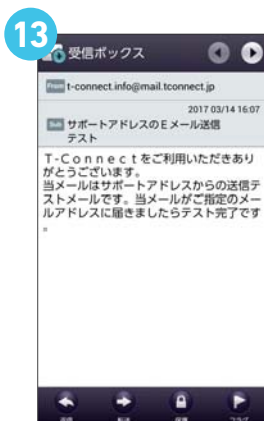 13
受信ボックス
From t-connect.info@mail.tconnect.jp
2017 03/14 16:07
Sub サポートアドレスのEメール送信
テスト
T-Connectをご利用いただきあり
がとうございます。
当メールはサポートアドレスからの送信テ
ストメールです。当メールがご指定のメー
ルアドレスに届きましたらテスト完了です
。